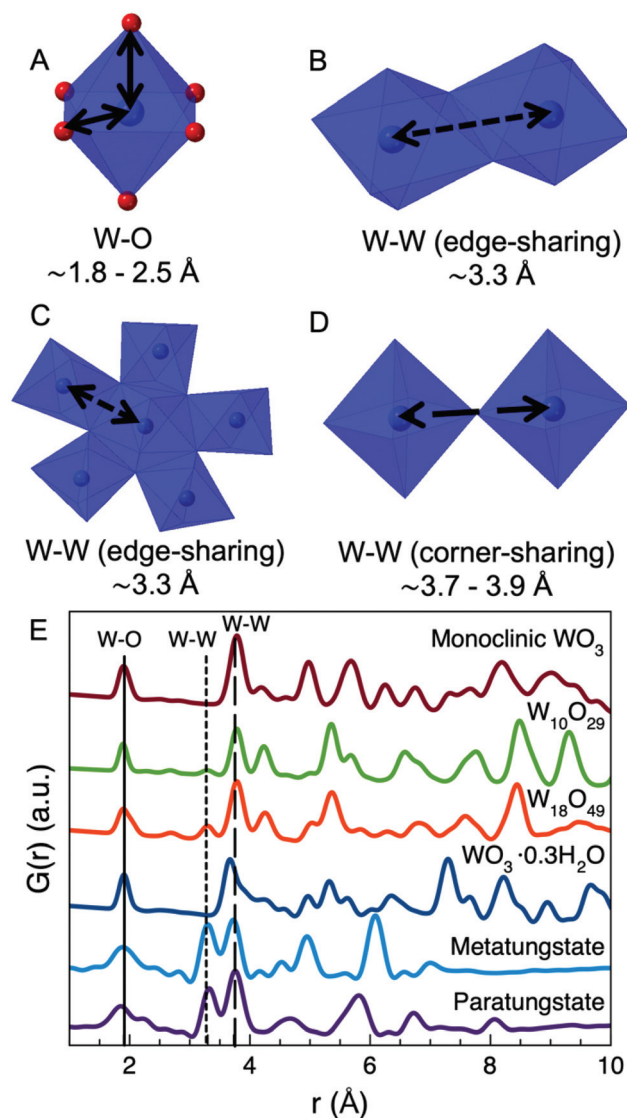 A
W-O
~1.8 - 2.5 Å
B
W-W (edge-sharing)
~3.3 Å
C
W-W (edge-sharing)
~3.3 Å
D
W-W (corner-sharing)
~3.7 - 3.9 Å
E
W-O
W-W
W-W
Monoclinic WO₃
W₁₀O₂₉
W₁₈O₄₉
WO₃·0.3H₂O
Metatungstate
Paratungstate
G(r) (a.u.)
2
4
6
8
10
r (Å)